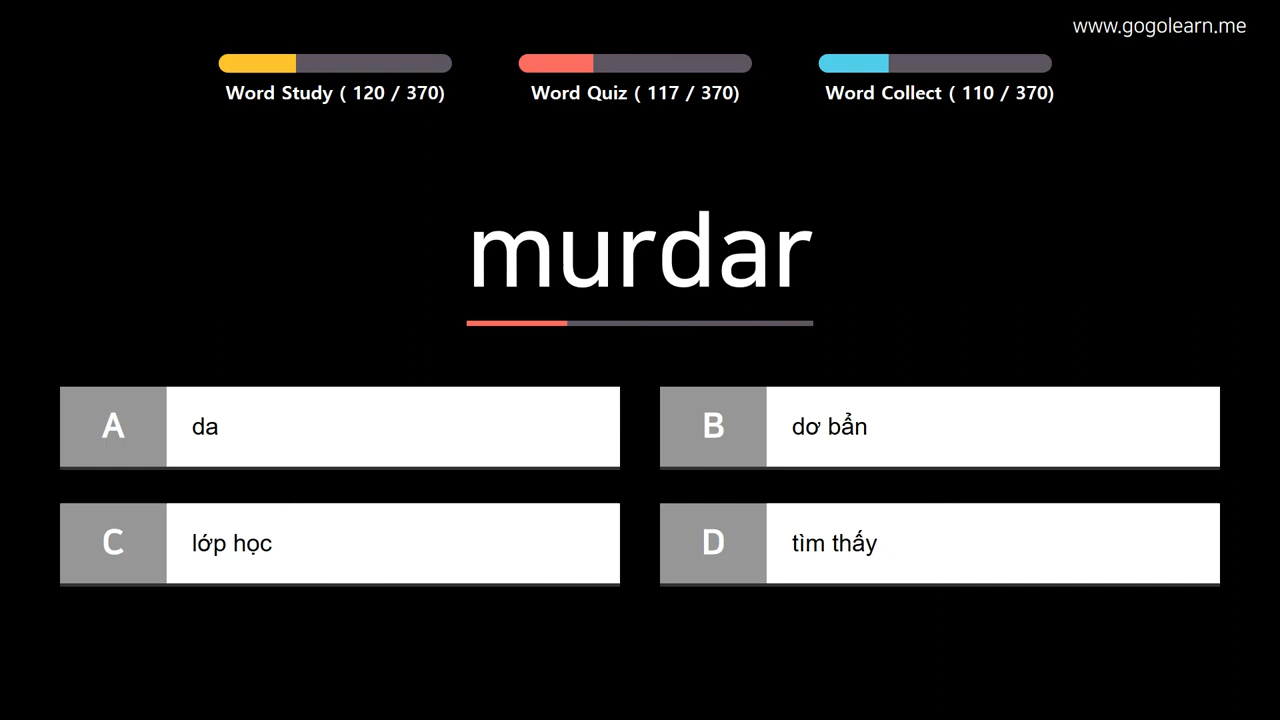 www.gogolearn.me
Word Study ( 120 / 370)
Word Quiz ( 117 / 370)
Word Collect ( 110 / 370)
murdar
A
da
B
dơ bẩn
C
lớp học
D
tìm thấy